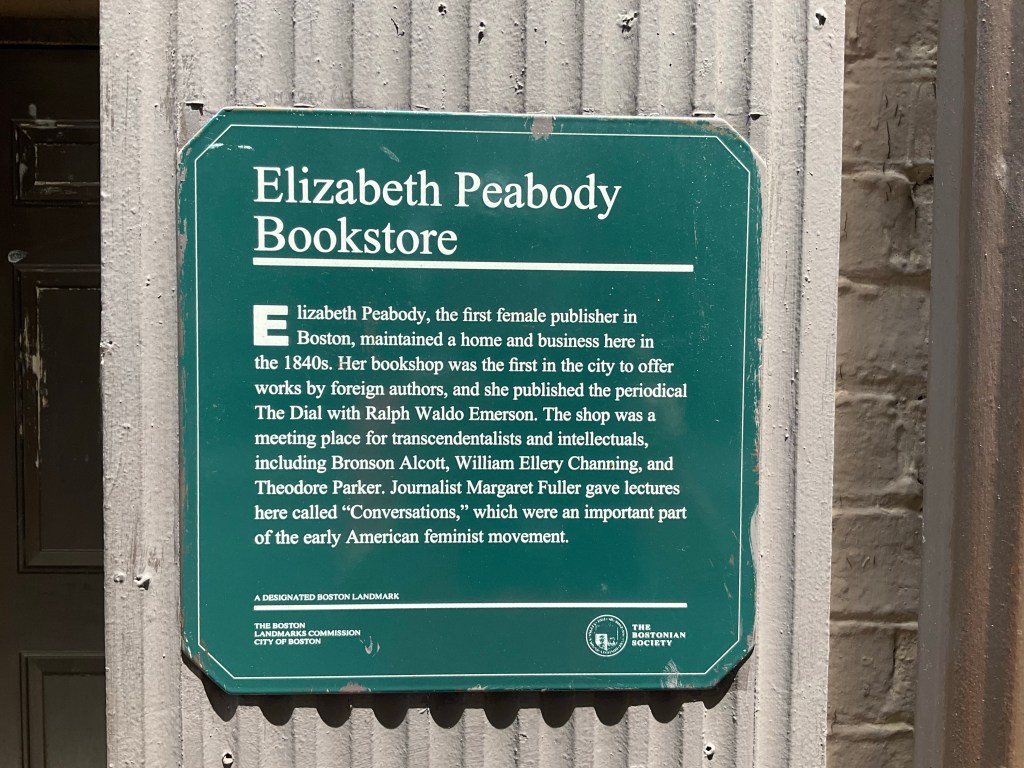 Elizabeth Peabody
Bookstore
Elizabeth Peabody, the first female publisher in
Boston, maintained a home and business here in
the 1840s. Her bookshop was the first in the city to offer
works by foreign authors, and she published the periodical
The Dial with Ralph Waldo Emerson. The shop was a
meeting place for transcendentalists and intellectuals,
including Bronson Alcott, William Ellery Channing, and
Theodore Parker. Journalist Margaret Fuller gave lectures
here called “Conversations,” which were an important part
of the early American feminist movement.
A DESIGNATED BOSTON LANDMARK
THE BOSTON
LANDMARKS COMMISSION
CITY OF BOSTON
THE
BOSTONIAN
SOCIETY